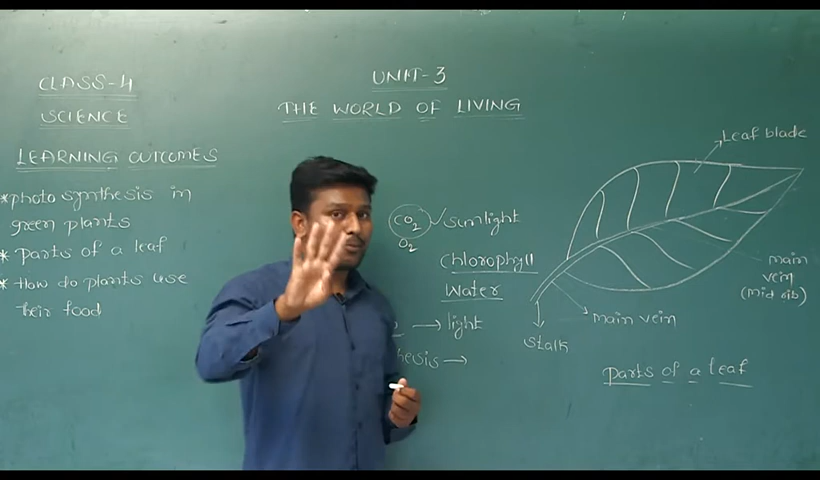 CLASS-4
SCIENCE
LEARNING OUTCOMES
*photo synthesis in
green plants
* parts of a leaf
* How do plants use
their food
UNIT-3
THE WORLD OF LIVING
CO2 ✓ sunlight
O2
Chlorophyll
Water
→ light
hesis →
Leaf blade
main
vein
(mid rib)
main vein
stalk
parts of a leaf